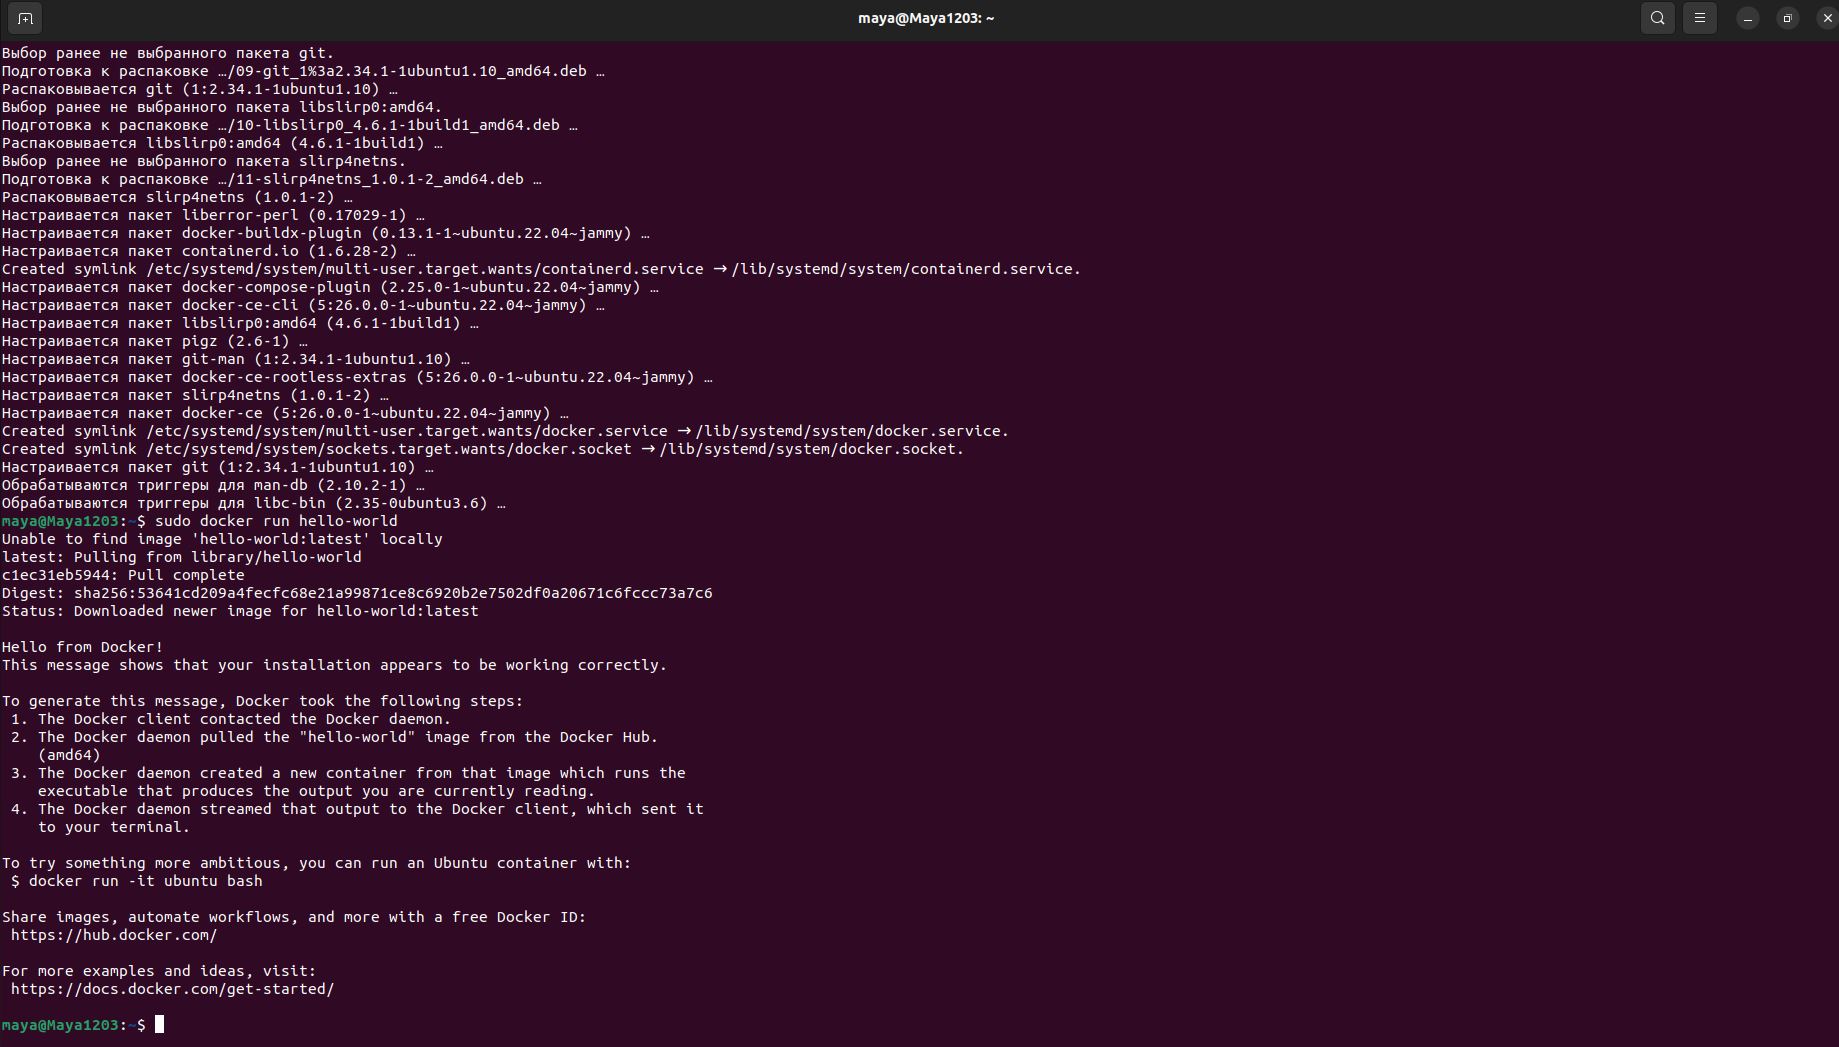 maya@Maya1203: ~
Выбор ранее не выбранного пакета git.
Подготовка к распаковке …/09-git_1%3a2.34.1-1ubuntu1.10_amd64.deb …
Распаковывается git (1:2.34.1-1ubuntu1.10) …
Выбор ранее не выбранного пакета libslirp0:amd64.
Подготовка к распаковке …/10-libslirp0_4.6.1-1build1_amd64.deb …
Распаковывается libslirp0:amd64 (4.6.1-1build1) …
Выбор ранее не выбранного пакета slirp4netns.
Подготовка к распаковке …/11-slirp4netns_1.0.1-2_amd64.deb …
Распаковывается slirp4netns (1.0.1-2) …
Настраивается пакет liberror-perl (0.17029-1) …
Настраивается пакет docker-buildx-plugin (0.13.1-1~ubuntu.22.04~jammy) …
Настраивается пакет containerd.io (1.6.28-2) …
Created symlink /etc/systemd/system/multi-user.target.wants/containerd.service → /lib/systemd/system/containerd.service.
Настраивается пакет docker-compose-plugin (2.25.0-1~ubuntu.22.04~jammy) …
Настраивается пакет docker-ce-cli (5:26.0.0-1~ubuntu.22.04~jammy) …
Настраивается пакет libslirp0:amd64 (4.6.1-1build1) …
Настраивается пакет pigz (2.6-1) …
Настраивается пакет git-man (1:2.34.1-1ubuntu1.10) …
Настраивается пакет docker-ce-rootless-extras (5:26.0.0-1~ubuntu.22.04~jammy) …
Настраивается пакет slirp4netns (1.0.1-2) …
Настраивается пакет docker-ce (5:26.0.0-1~ubuntu.22.04~jammy) …
Created symlink /etc/systemd/system/multi-user.target.wants/docker.service → /lib/systemd/system/docker.service.
Created symlink /etc/systemd/system/sockets.target.wants/docker.socket → /lib/systemd/system/docker.socket.
Настраивается пакет git (1:2.34.1-1ubuntu1.10) …
Обрабатываются триггеры для man-db (2.10.2-1) …
Обрабатываются триггеры для libc-bin (2.35-0ubuntu3.6) …
maya@Maya1203:~$ sudo docker run hello-world
Unable to find image 'hello-world:latest' locally
latest: Pulling from library/hello-world
c1ec31eb5944: Pull complete
Digest: sha256:53641cd209a4fecfc68e21a99871ce8c6920b2e7502df0a20671c6fccc73a7c6
Status: Downloaded newer image for hello-world:latest
Hello from Docker!
This message shows that your installation appears to be working correctly.
To generate this message, Docker took the following steps:
1. The Docker client contacted the Docker daemon.
2. The Docker daemon pulled the "hello-world" image from the Docker Hub.
(amd64)
3. The Docker daemon created a new container from that image which runs the
executable that produces the output you are currently reading.
4. The Docker daemon streamed that output to the Docker client, which sent it
to your terminal.
To try something more ambitious, you can run an Ubuntu container with:
$ docker run -it ubuntu bash
Share images, automate workflows, and more with a free Docker ID:
https://hub.docker.com/
For more examples and ideas, visit:
https://docs.docker.com/get-started/
maya@Maya1203:~$